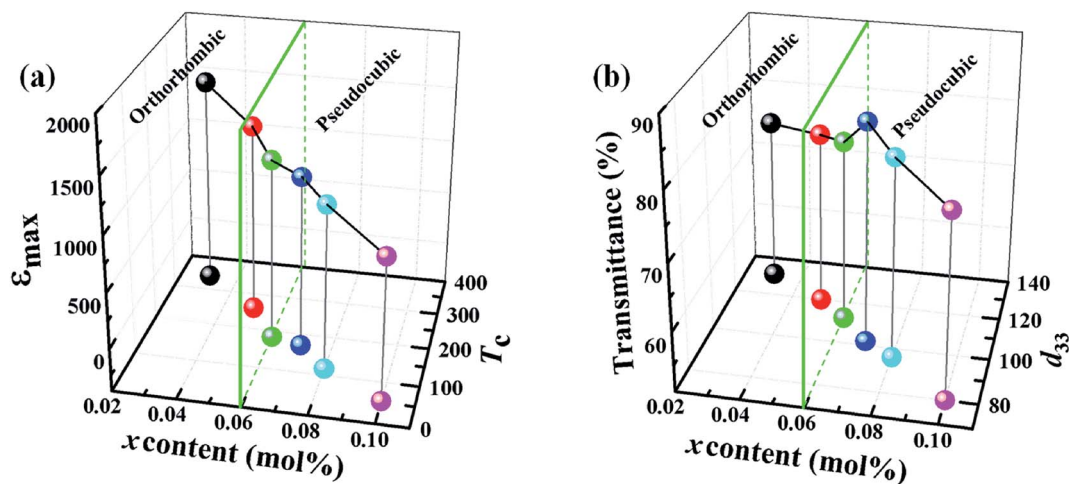 (a)
Orthorhombic
Pseudocubic
2000
1500
1000
500
0
εmax
0.02
0.04
0.06
0.08
0.10
x content (mol%)
400
300
200
100
0
Tc
(b)
Orthorhombic
Pseudocubic
90
80
70
60
Transmittance (%)
0.02
0.04
0.06
0.08
0.10
x content (mol%)
140
120
100
80
d33